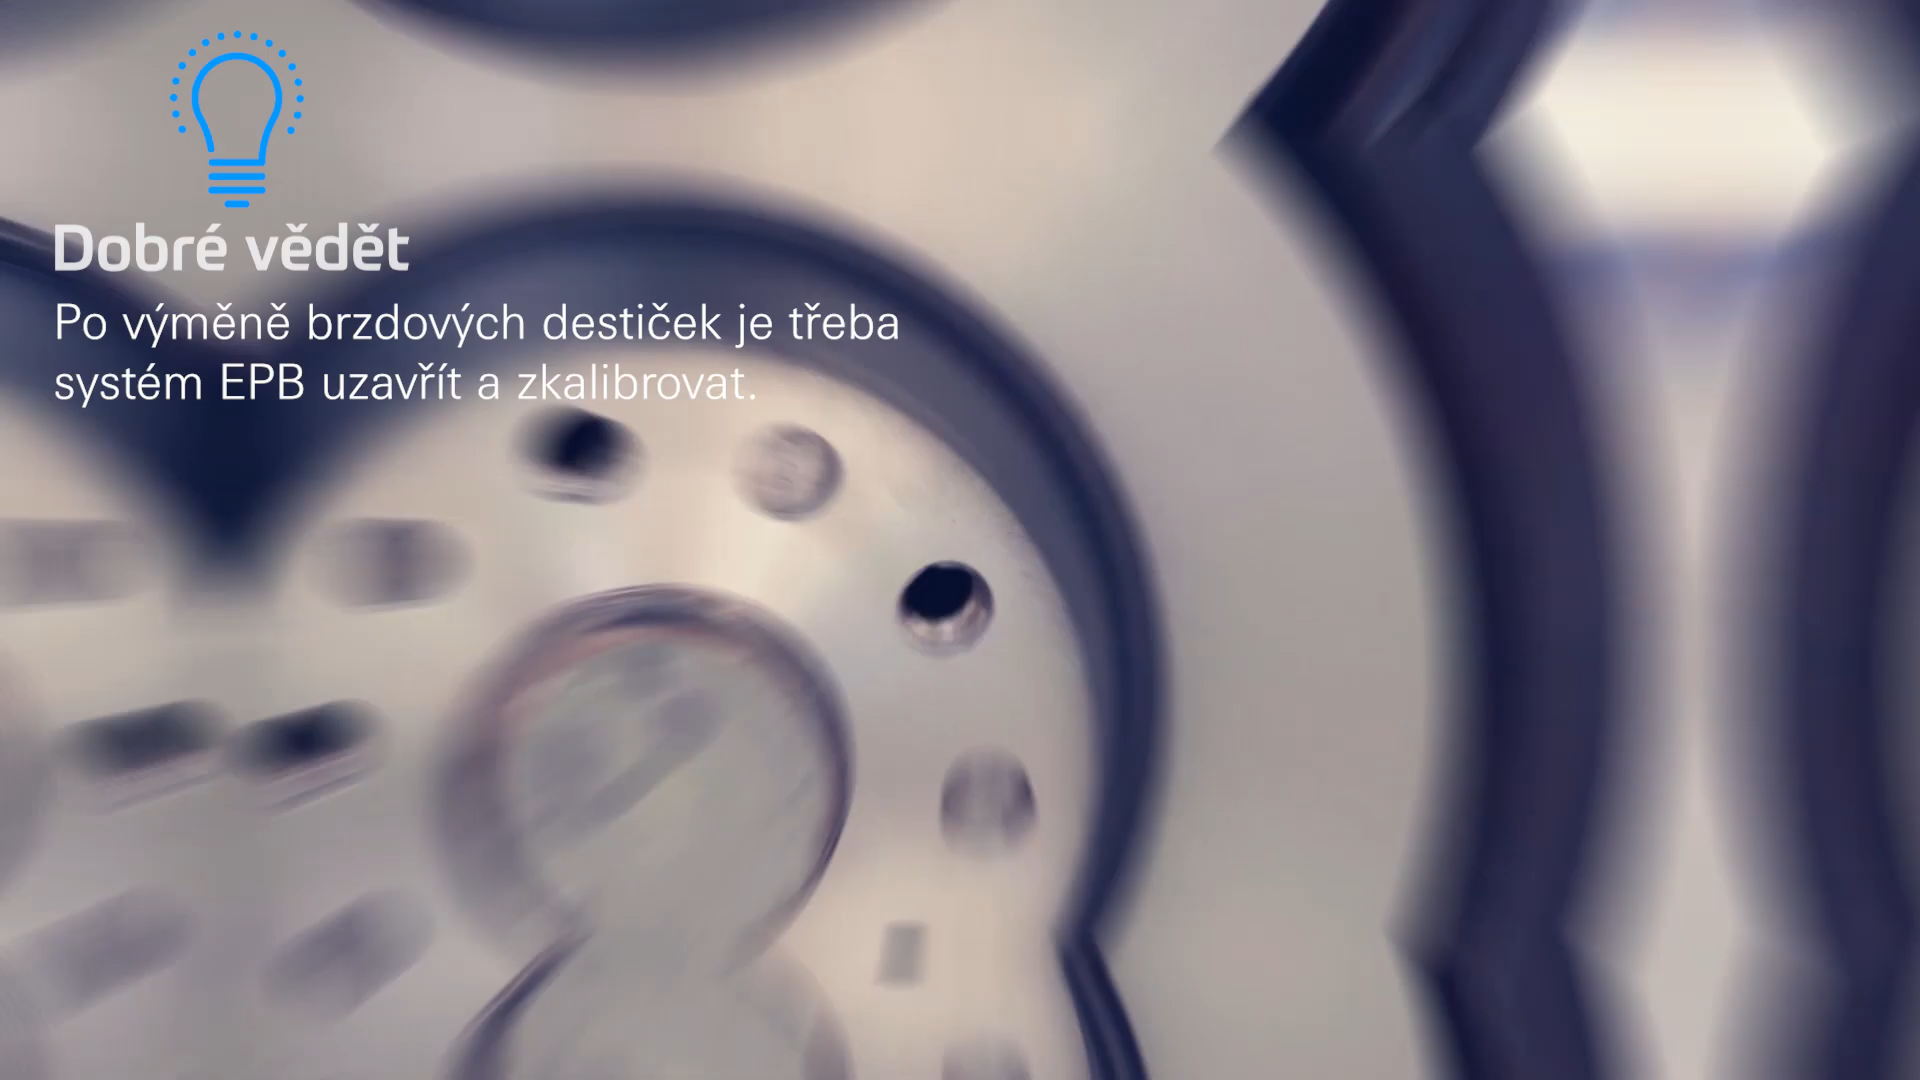 Dobré vědět
Po výměně brzdových destiček je třeba
systém EPB uzavřít a zkalibrovat.